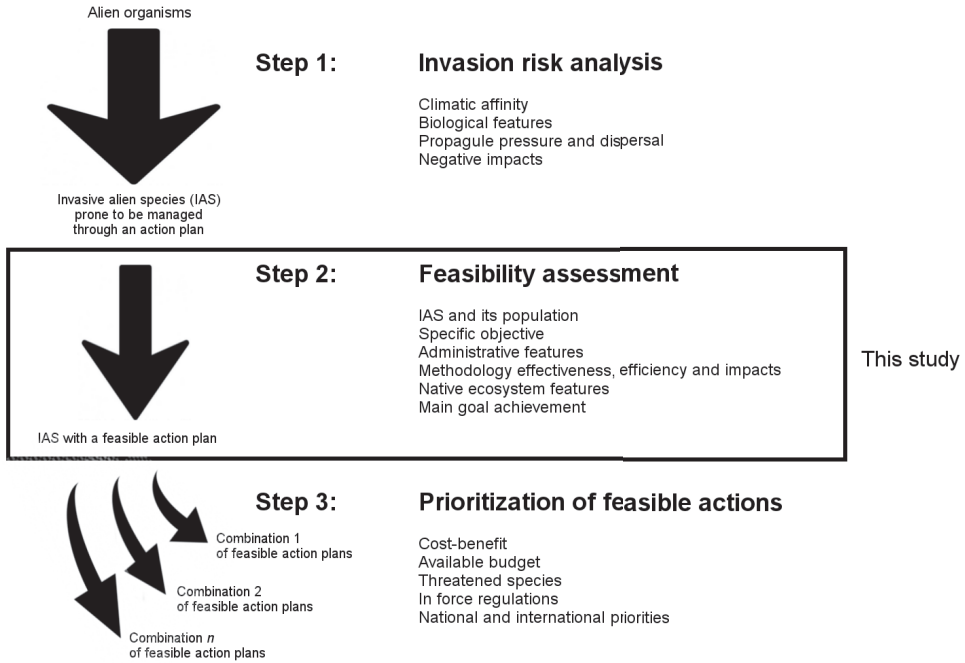 Alien organisms
Step 1:
Invasion risk analysis
Climatic affinity
Biological features
Propagule pressure and dispersal
Negative impacts
Invasive alien species (IAS)
prone to be managed
through an action plan
Step 2:
Feasibility assessment
IAS and its population
Specific objective
Administrative features
Methodology effectiveness, efficiency and impacts
Native ecosystem features
Main goal achievement
IAS with a feasible action plan
This study
Step 3:
Prioritization of feasible actions
Cost-benefit
Available budget
Threatened species
In force regulations
National and international priorities
Combination 1
of feasible action plans
Combination 2
of feasible action plans
Combination n
of feasible action plans